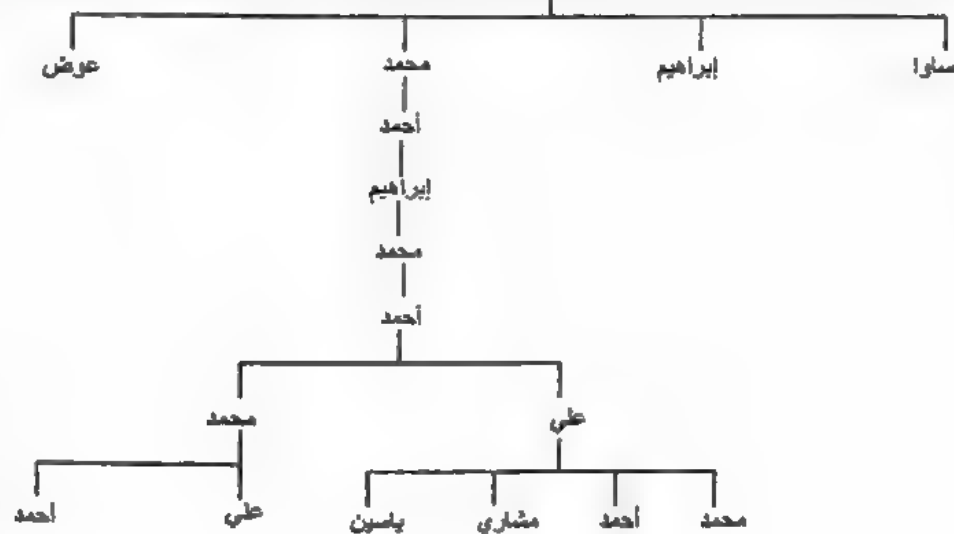 ساوا إبراهيم محمد عوض
أحمد
إبراهيم
محمد
أحمد
علي محمد
محمد أحمد مشاري ياسين علي أحمد